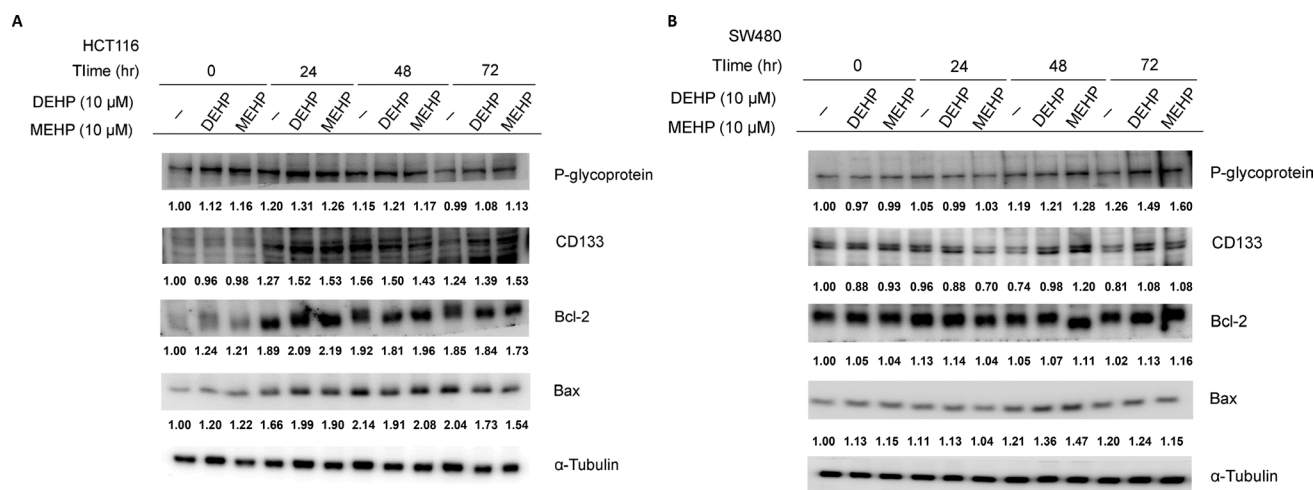 A
HCT116
TIime (hr) 0 24 48 72
DEHP (10 µM)
MEHP (10 µM)
– DEHP MEHP – DEHP MEHP – DEHP MEHP – DEHP MEHP
P-glycoprotein
1.00 1.12 1.16 1.20 1.31 1.26 1.15 1.21 1.17 0.99 1.08 1.13
CD133
1.00 0.96 0.98 1.27 1.52 1.53 1.56 1.50 1.43 1.24 1.39 1.53
Bcl-2
1.00 1.24 1.21 1.89 2.09 2.19 1.92 1.81 1.96 1.85 1.84 1.73
Bax
1.00 1.20 1.22 1.66 1.99 1.90 2.14 1.91 2.08 2.04 1.73 1.54
α-Tubulin
B
SW480
TIime (hr) 0 24 48 72
DEHP (10 µM)
MEHP (10 µM)
– DEHP MEHP – DEHP MEHP – DEHP MEHP – DEHP MEHP
P-glycoprotein
1.00 0.97 0.99 1.05 0.99 1.03 1.19 1.21 1.28 1.26 1.49 1.60
CD133
1.00 0.88 0.93 0.96 0.88 0.70 0.74 0.98 1.20 0.81 1.08 1.08
Bcl-2
1.00 1.05 1.04 1.13 1.14 1.04 1.05 1.07 1.11 1.02 1.13 1.16
Bax
1.00 1.13 1.15 1.11 1.13 1.04 1.21 1.36 1.47 1.20 1.24 1.15
α-Tubulin